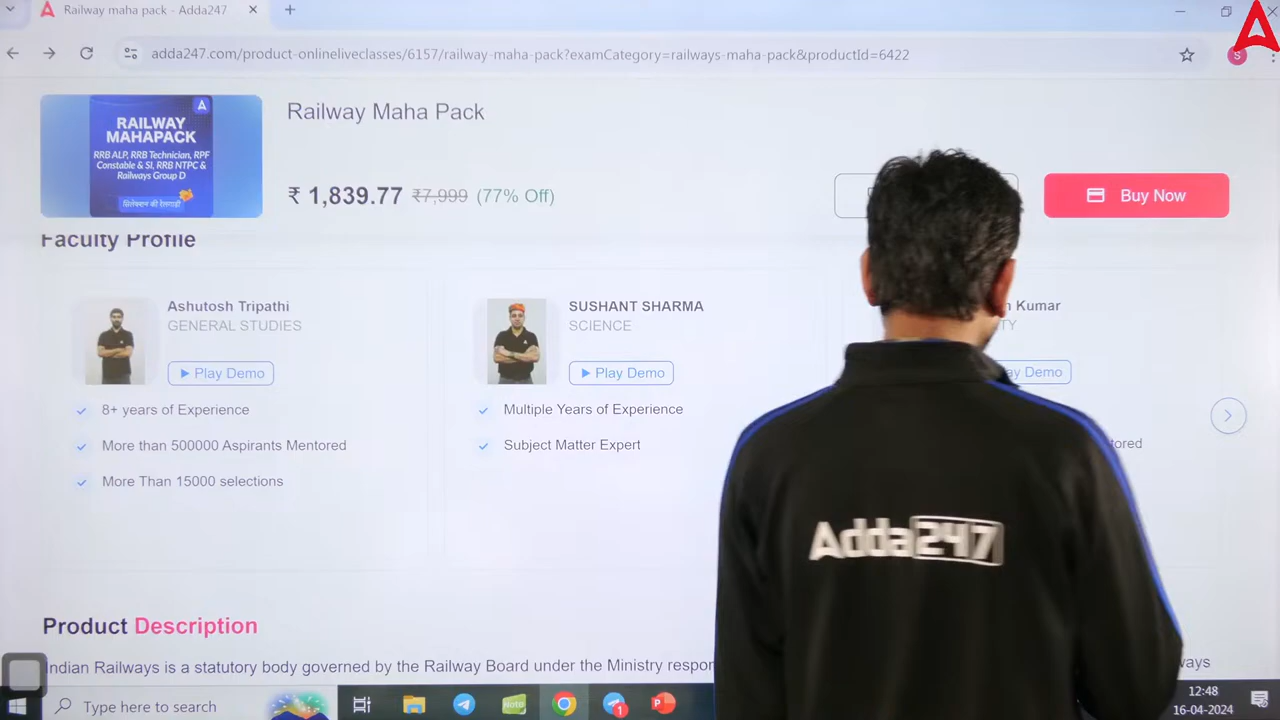 Railway maha pack - Adda247
adda247.com/product-onlineliveclasses/6157/railway-maha-pack?examCategory=railways-maha-pack&productId=6422
S
RAILWAY
MAHAPACK
RRB ALP, RRB Technician, RPF
Constable & SI, RRB NTPC &
Railways Group D
सिलेक्शन की रेलगाड़ी
Railway Maha Pack
₹ 1,839.77 ₹7,999 (77% Off)
Buy Now
Faculty Profile
Ashutosh Tripathi
GENERAL STUDIES
Play Demo
8+ years of Experience
More than 500000 Aspirants Mentored
More Than 15000 selections
SUSHANT SHARMA
SCIENCE
Play Demo
Multiple Years of Experience
Subject Matter Expert
Kumar
Demo
Adda247
Product Description
Indian Railways is a statutory body governed by the Railway Board under the Ministry
Type here to search
1
12:48
16-04-2024